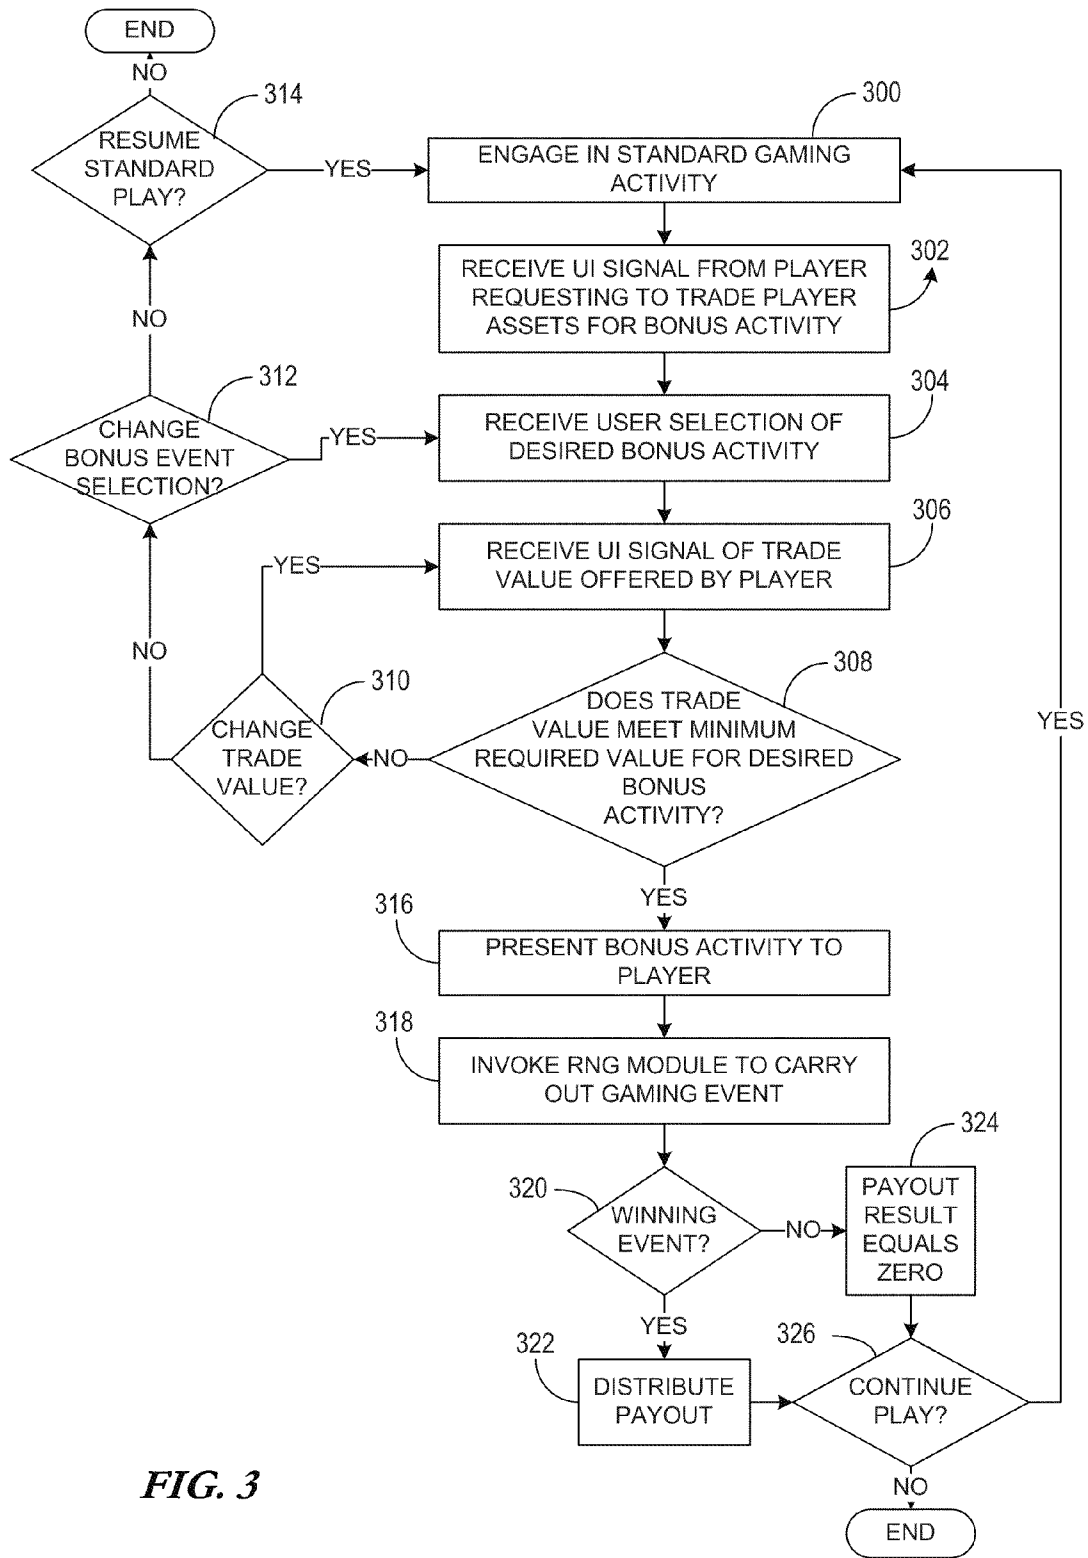 END
NO
314
RESUME
STANDARD
PLAY?
YES
300
ENGAGE IN STANDARD GAMING
ACTIVITY
302
RECEIVE UI SIGNAL FROM PLAYER
REQUESTING TO TRADE PLAYER
ASSETS FOR BONUS ACTIVITY
NO
312
CHANGE
BONUS EVENT
SELECTION?
YES
304
RECEIVE USER SELECTION OF
DESIRED BONUS ACTIVITY
306
RECEIVE UI SIGNAL OF TRADE
VALUE OFFERED BY PLAYER
YES
NO
310
CHANGE
TRADE
VALUE?
NO
308
DOES TRADE
VALUE MEET MINIMUM
REQUIRED VALUE FOR DESIRED
BONUS
ACTIVITY?
YES
YES
316
PRESENT BONUS ACTIVITY TO
PLAYER
318
INVOKE RNG MODULE TO CARRY
OUT GAMING EVENT
320
WINNING
EVENT?
NO
324
PAYOUT
RESULT
EQUALS
ZERO
YES
322
DISTRIBUTE
PAYOUT
326
CONTINUE
PLAY?
NO
END
FIG. 3